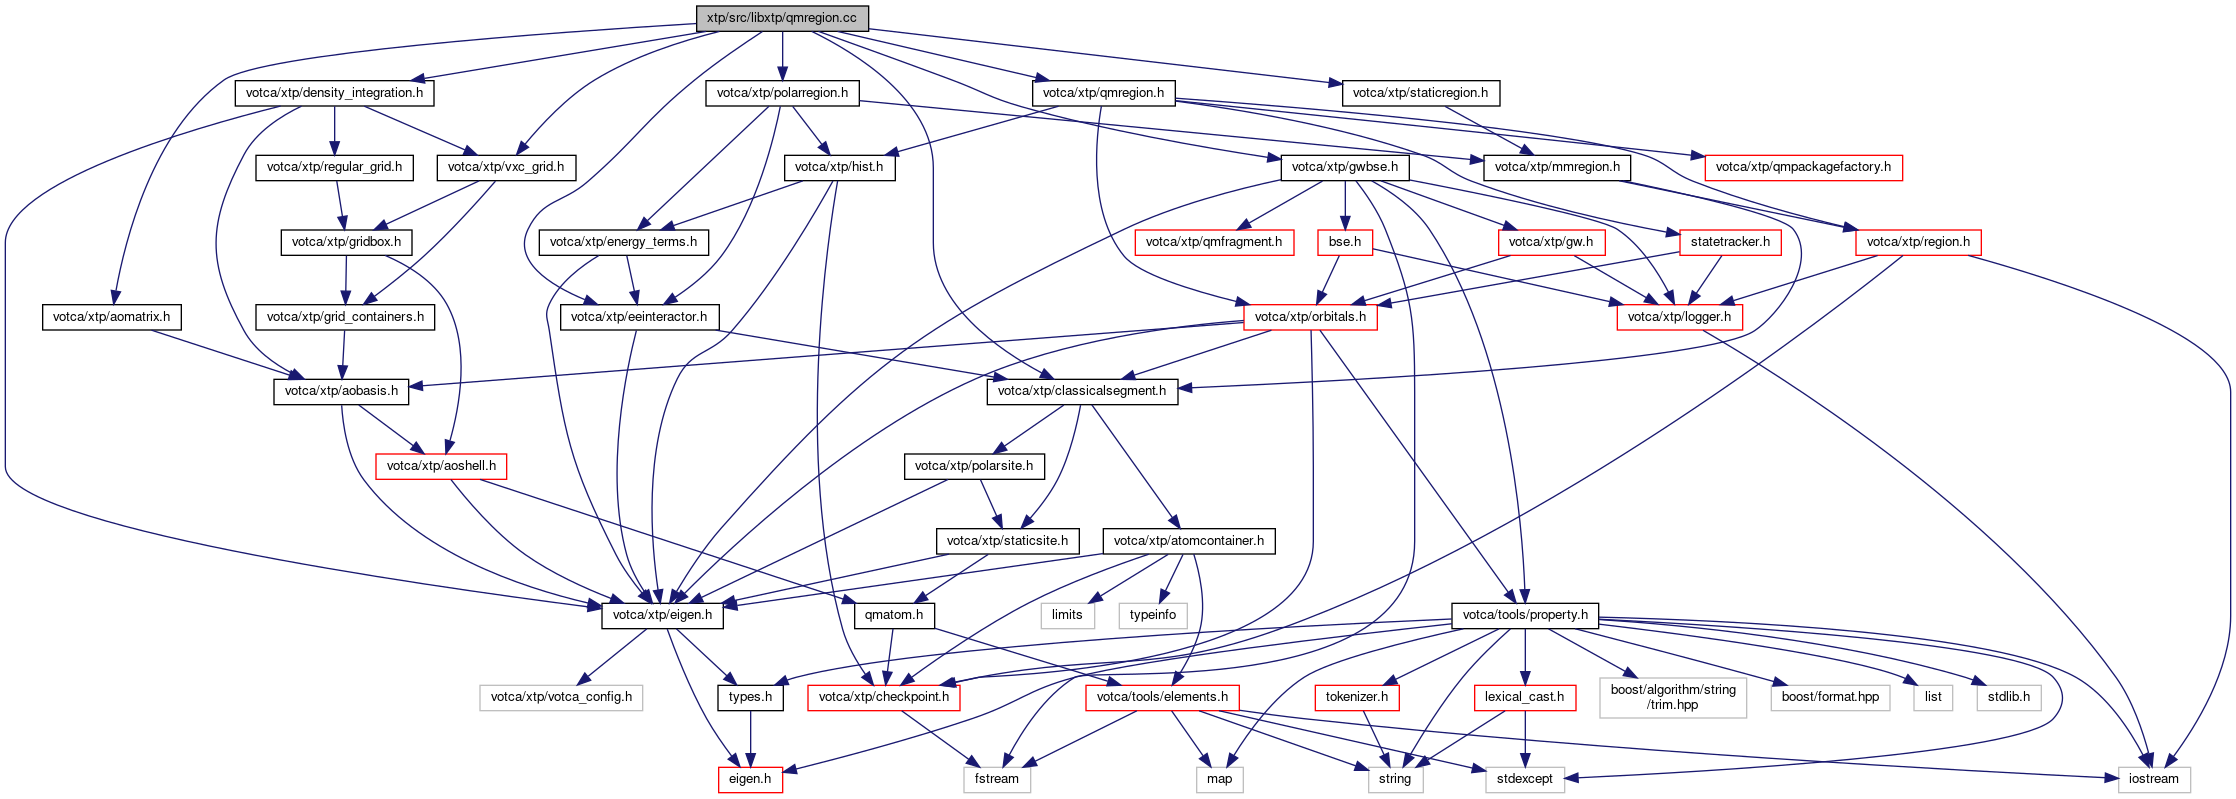 xtp/src/libxtp/qmregion.cc
votca/xtp/density_integration.h
votca/xtp/polarregion.h
votca/xtp/qmregion.h
votca/xtp/staticregion.h
votca/xtp/regular_grid.h
votca/xtp/vxc_grid.h
votca/xtp/hist.h
votca/xtp/gwbse.h
votca/xtp/mmregion.h
votca/xtp/qmpackagefactory.h
votca/xtp/gridbox.h
votca/xtp/energy_terms.h
votca/xtp/qmfragment.h
bse.h
votca/xtp/gw.h
statetracker.h
votca/xtp/region.h
votca/xtp/aomatrix.h
votca/xtp/grid_containers.h
votca/xtp/eeinteractor.h
votca/xtp/orbitals.h
votca/xtp/logger.h
votca/xtp/aobasis.h
votca/xtp/classicalsegment.h
votca/xtp/aoshell.h
votca/xtp/polarsite.h
votca/xtp/staticsite.h
votca/xtp/atomcontainer.h
votca/xtp/eigen.h
qmatom.h
limits
typeinfo
votca/tools/property.h
votca/xtp/votca_config.h
types.h
votca/xtp/checkpoint.h
votca/tools/elements.h
tokenizer.h
lexical_cast.h
boost/algorithm/string
/trim.hpp
boost/format.hpp
list
stdlib.h
eigen.h
fstream
map
string
stdexcept
iostream